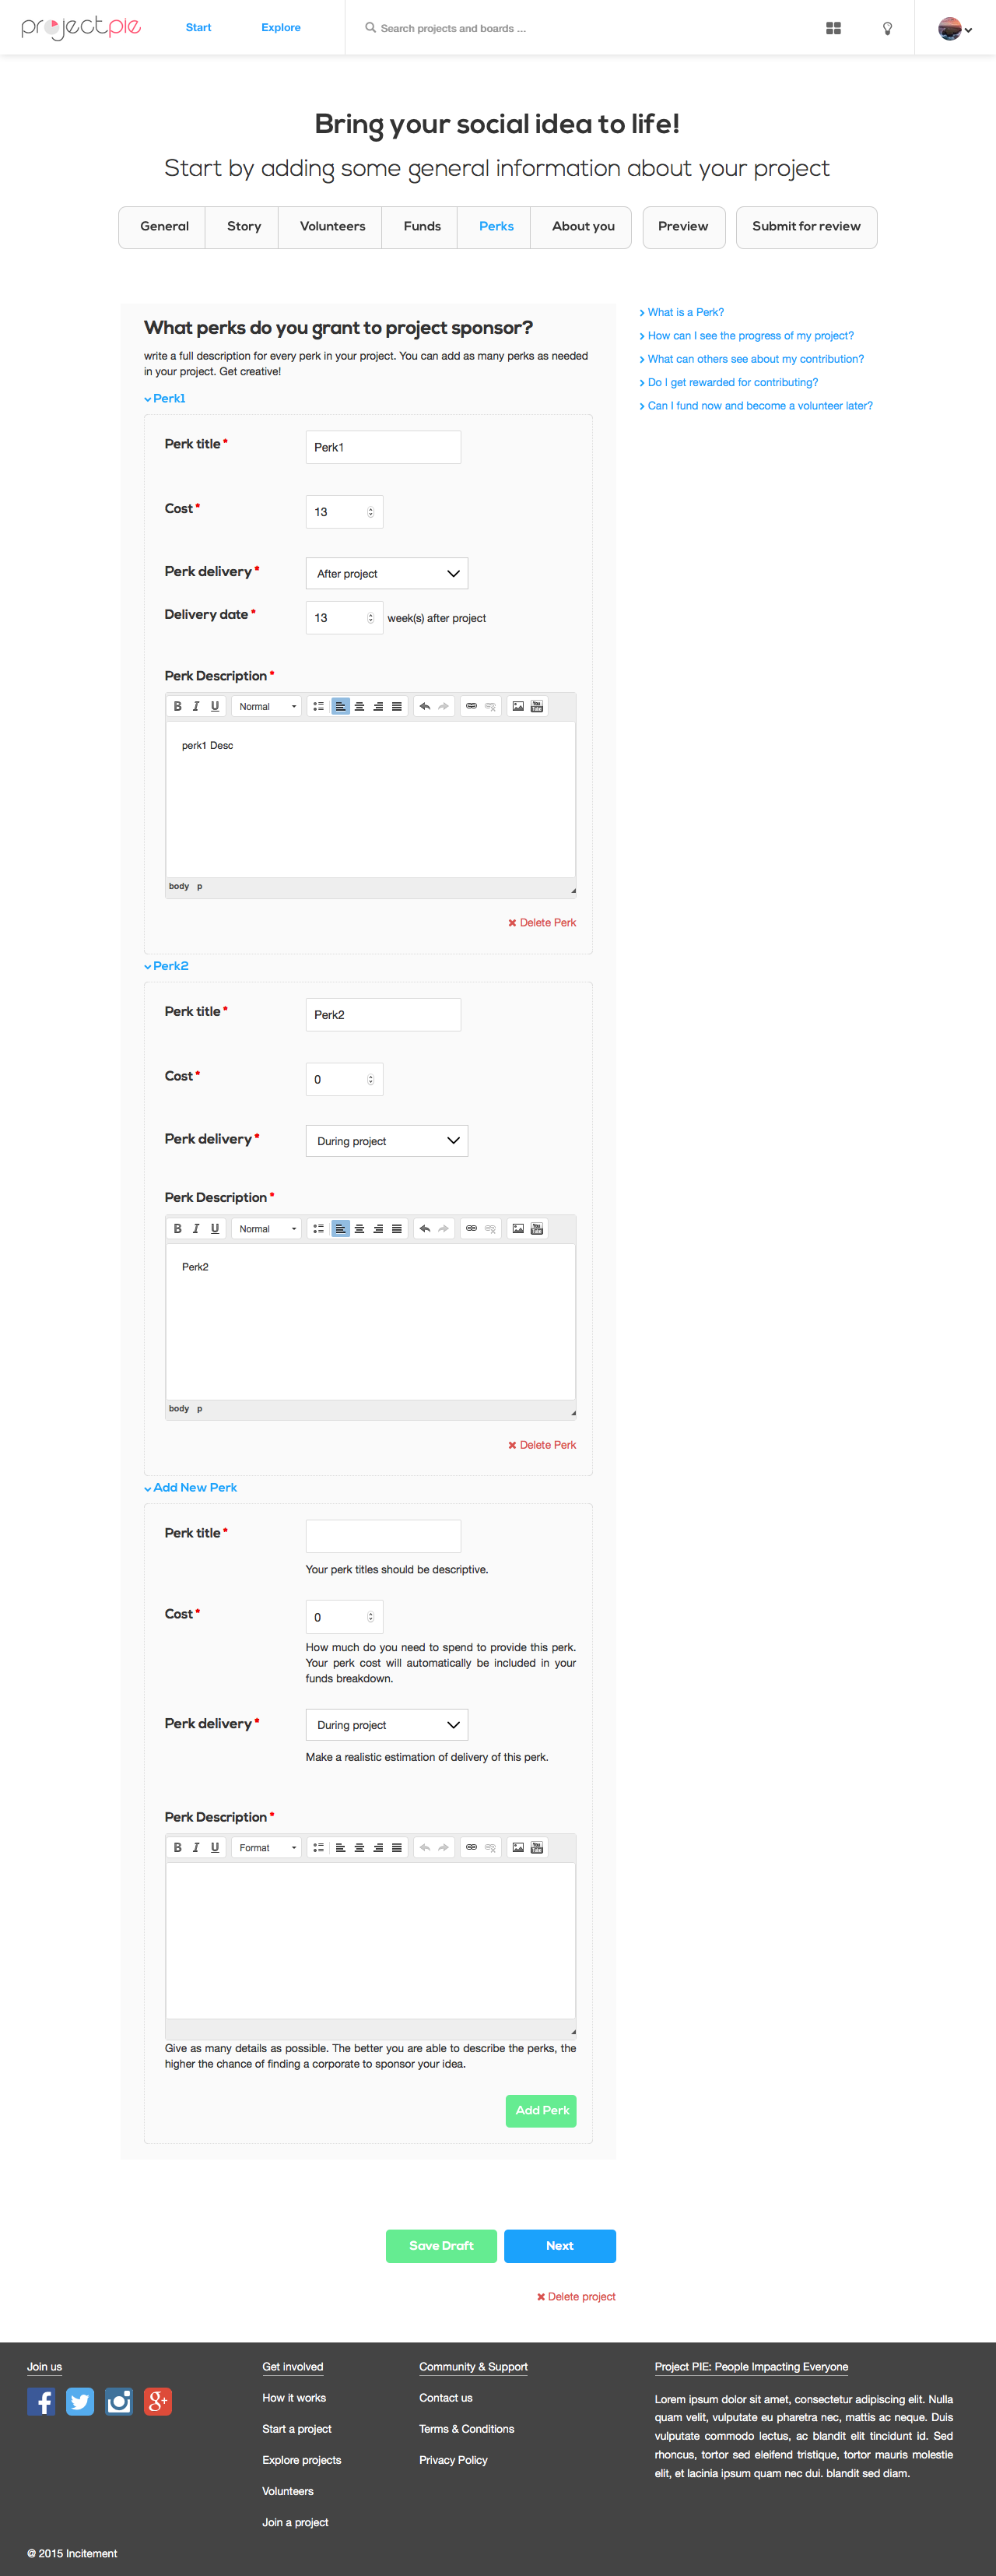 projectpie
Start
Explore
Search projects and boards ...
Bring your social idea to life!
Start by adding some general information about your project
General
Story
Volunteers
Funds
Perks
About you
Preview
Submit for review
What perks do you grant to project sponsor?
write a full description for every perk in your project. You can add as many perks as needed
in your project. Get creative!
What is a Perk?
How can I see the progress of my project?
What can others see about my contribution?
Do I get rewarded for contributing?
Can I fund now and become a volunteer later?
Perk1
Perk title *
Perk1
Cost *
13
Perk delivery *
After project
Delivery date *
13
week(s) after project
Perk Description *
B I U
Normal
You Tube
perk1 Desc
body p
Delete Perk
Perk2
Perk title *
Perk2
Cost *
0
Perk delivery *
During project
Perk Description *
B I U
Normal
You Tube
Perk2
body p
Delete Perk
Add New Perk
Perk title *
Your perk titles should be descriptive.
Cost *
0
How much do you need to spend to provide this perk.
Your perk cost will automatically be included in your
funds breakdown.
Perk delivery *
During project
Make a realistic estimation of delivery of this perk.
Perk Description *
B I U
Format
You Tube
Give as many details as possible. The better you are able to describe the perks, the
higher the chance of finding a corporate to sponsor your idea.
Add Perk
Save Draft
Next
Delete project
Join us
f
g+
@ 2015 Incitement
Get involved
How it works
Start a project
Explore projects
Volunteers
Join a project
Community & Support
Contact us
Terms & Conditions
Privacy Policy
Project PIE: People Impacting Everyone
Lorem ipsum dolor sit amet, consectetur adipiscing elit. Nulla
quam velit, vulputate eu pharetra nec, mattis ac neque. Duis
vulputate commodo lectus, ac blandit elit tincidunt id. Sed
rhoncus, tortor sed eleifend tristique, tortor mauris molestie
elit, et lacinia ipsum quam nec dui. blandit sed diam.